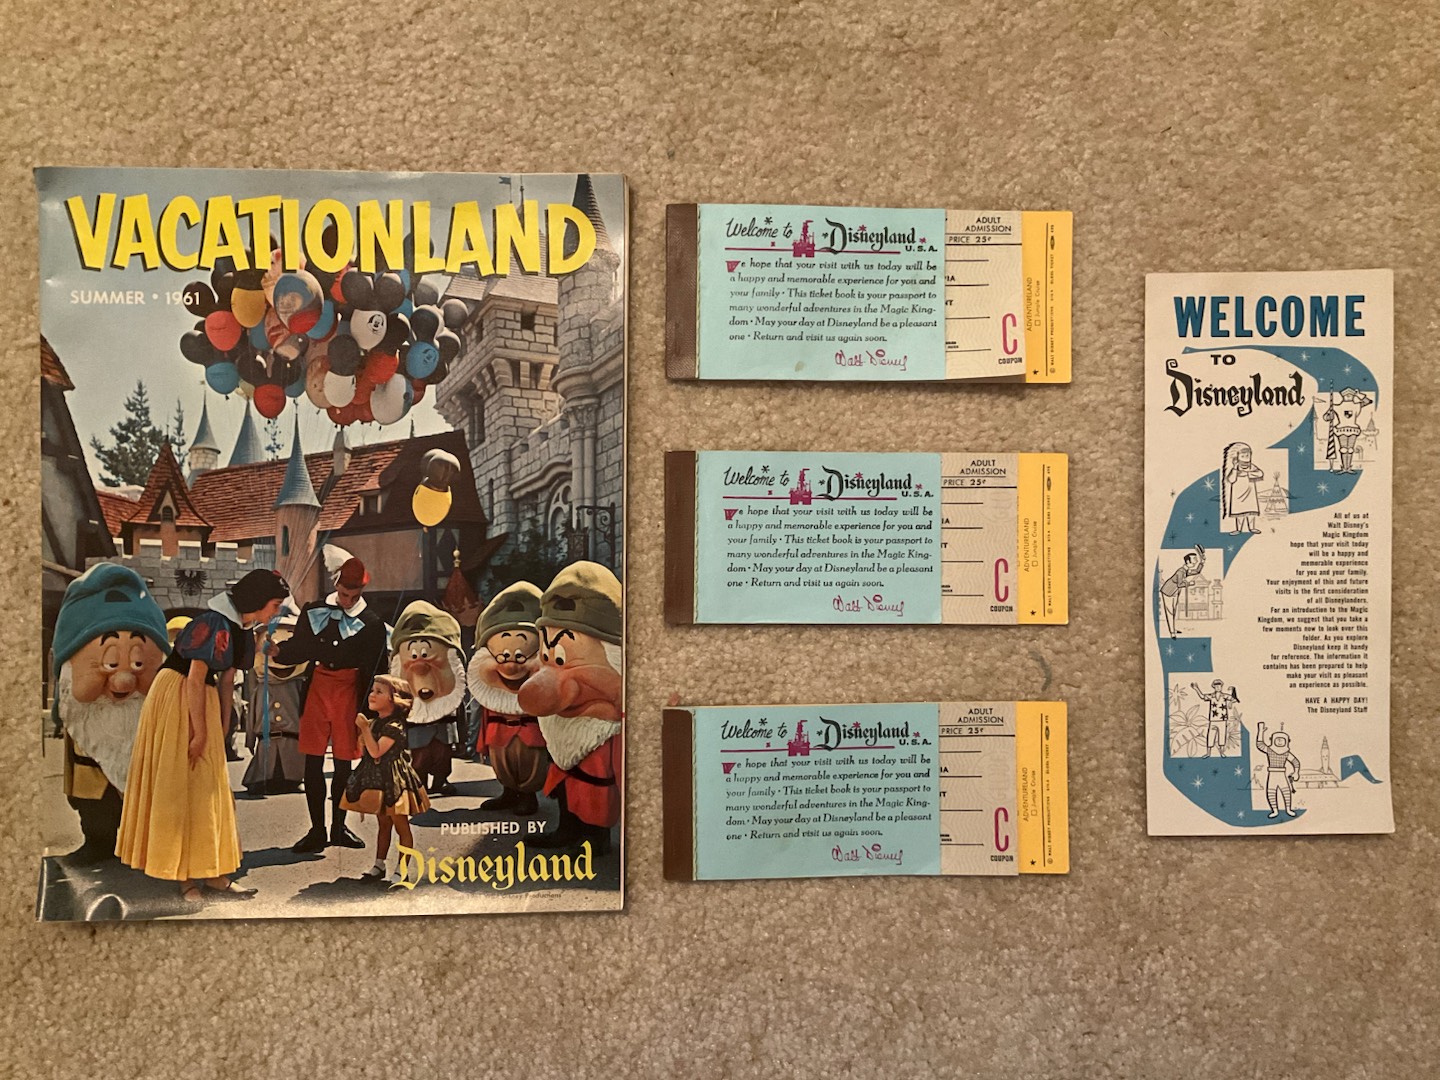 VACATIONLAND
SUMMER • 1961
PUBLISHED BY
Disneyland
Welcome to Disneyland
U.S.A.
We hope that your visit with us today will be
a happy and memorable experience for you and
your family • This ticket book is your passport to
many wonderful adventures in the Magic King-
dom • May your day at Disneyland be a pleasant
one • Return and visit us again soon.
Walt Disney
ADULT
ADMISSION
PRICE 25¢
C
COUPON
ADVENTURELAND
Jungle Cruise
Welcome to Disneyland
U.S.A.
We hope that your visit with us today will be
a happy and memorable experience for you and
your family • This ticket book is your passport to
many wonderful adventures in the Magic King-
dom • May your day at Disneyland be a pleasant
one • Return and visit us again soon.
Walt Disney
ADULT
ADMISSION
PRICE 25¢
C
COUPON
ADVENTURELAND
Jungle Cruise
Welcome to Disneyland
U.S.A.
We hope that your visit with us today will be
a happy and memorable experience for you and
your family • This ticket book is your passport to
many wonderful adventures in the Magic King-
dom • May your day at Disneyland be a pleasant
one • Return and visit us again soon.
Walt Disney
ADULT
ADMISSION
PRICE 25¢
C
COUPON
ADVENTURELAND
Jungle Cruise
WELCOME
TO
Disneyland
All of us at
Walt Disney's
Magic Kingdom
hope that your visit today
will be a happy and
memorable experience
for you and your family.
Your enjoyment of this and future
visits is the first consideration
of all Disneylanders.
For an introduction to the Magic
Kingdom, we suggest that you take a
few moments now to look over this
folder. As you explore
Disneyland keep it handy
for reference. The information it
contains has been prepared to help
make your visit as pleasant
an experience as possible.
HAVE A HAPPY DAY!
The Disneyland Staff